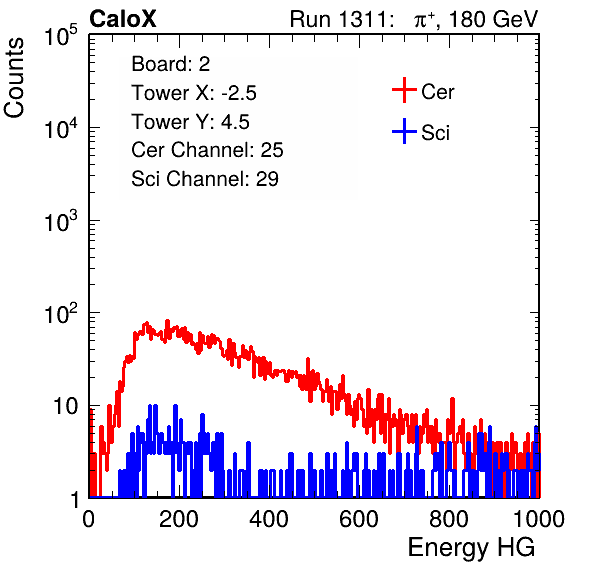 CaloX Run 1311: π⁺, 180 GeV
Counts
10⁵
10⁴
10³
10²
10
1
Board: 2
Tower X: -2.5
Tower Y: 4.5
Cer Channel: 25
Sci Channel: 29
Cer
Sci
0 200 400 600 800 1000
Energy HG